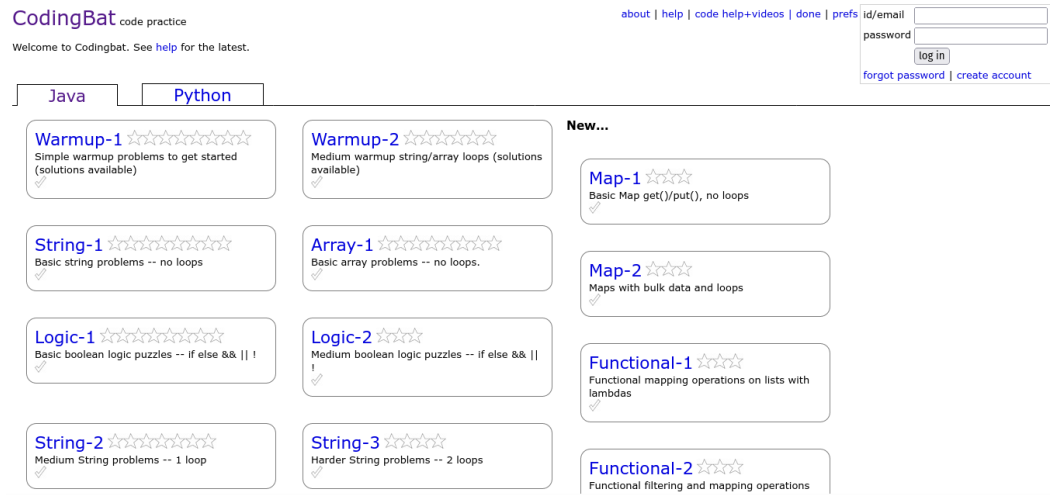 CodingBat code practice
about | help | code help+videos | done | prefs
id/email
password
log in
forgot password | create account
Welcome to Codingbat. See help for the latest.
Java
Python
Warmup-1
Simple warmup problems to get started
(solutions available)
Warmup-2
Medium warmup string/array loops (solutions
available)
New...
Map-1
Basic Map get()/put(), no loops
String-1
Basic string problems -- no loops
Array-1
Basic array problems -- no loops.
Map-2
Maps with bulk data and loops
Logic-1
Basic boolean logic puzzles -- if else && || !
Logic-2
Medium boolean logic puzzles -- if else && ||
!
Functional-1
Functional mapping operations on lists with
lambdas
String-2
Medium String problems -- 1 loop
String-3
Harder String problems -- 2 loops
Functional-2
Functional filtering and mapping operations